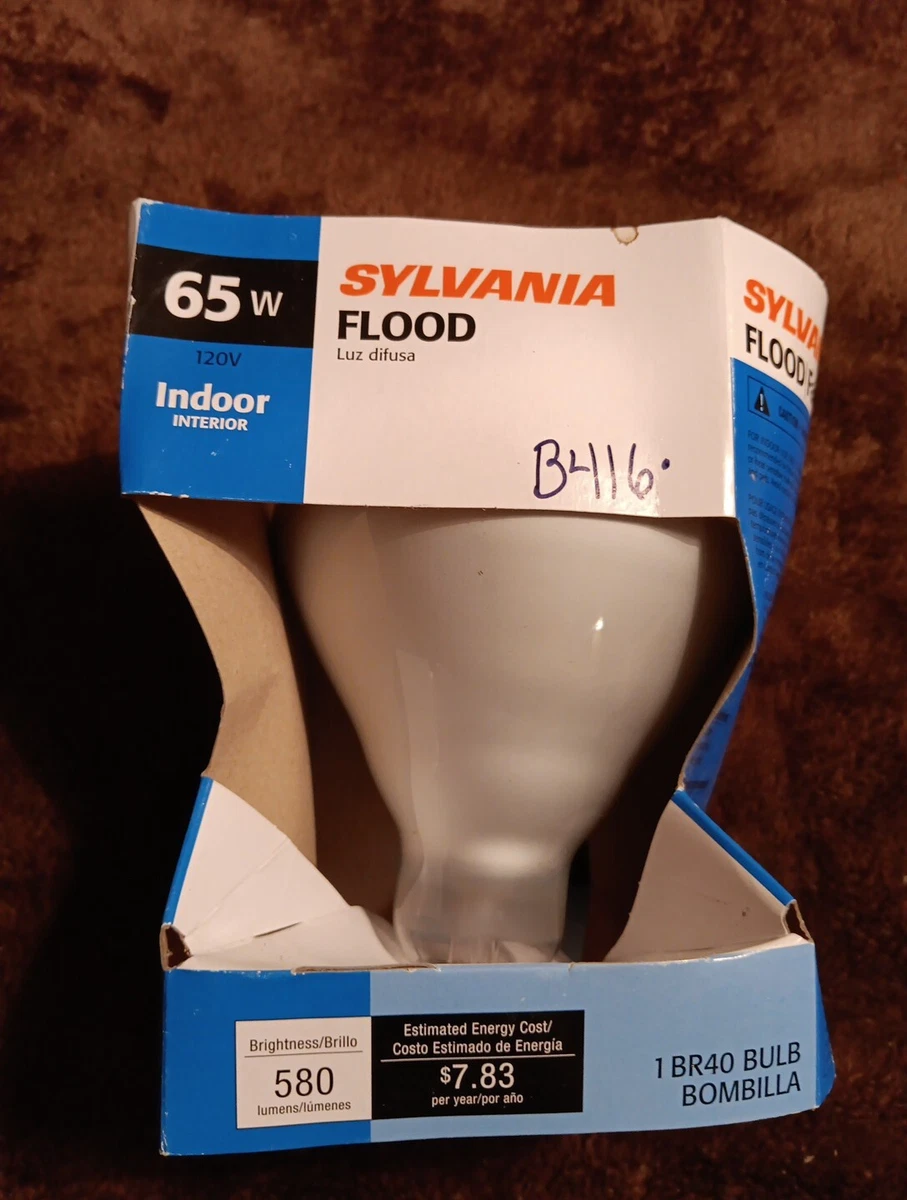 65 W
120V
Indoor
INTERIOR
SYLVANIA
FLOOD
Luz difusa
B416.
SYLVA
FLOOD
CAUTION
Brightness/Brillo
580
lumens/lúmenes
Estimated Energy Cost/
Costo Estimado de Energía
$7.83
per year/por año
1 BR40 BULB
BOMBILLA